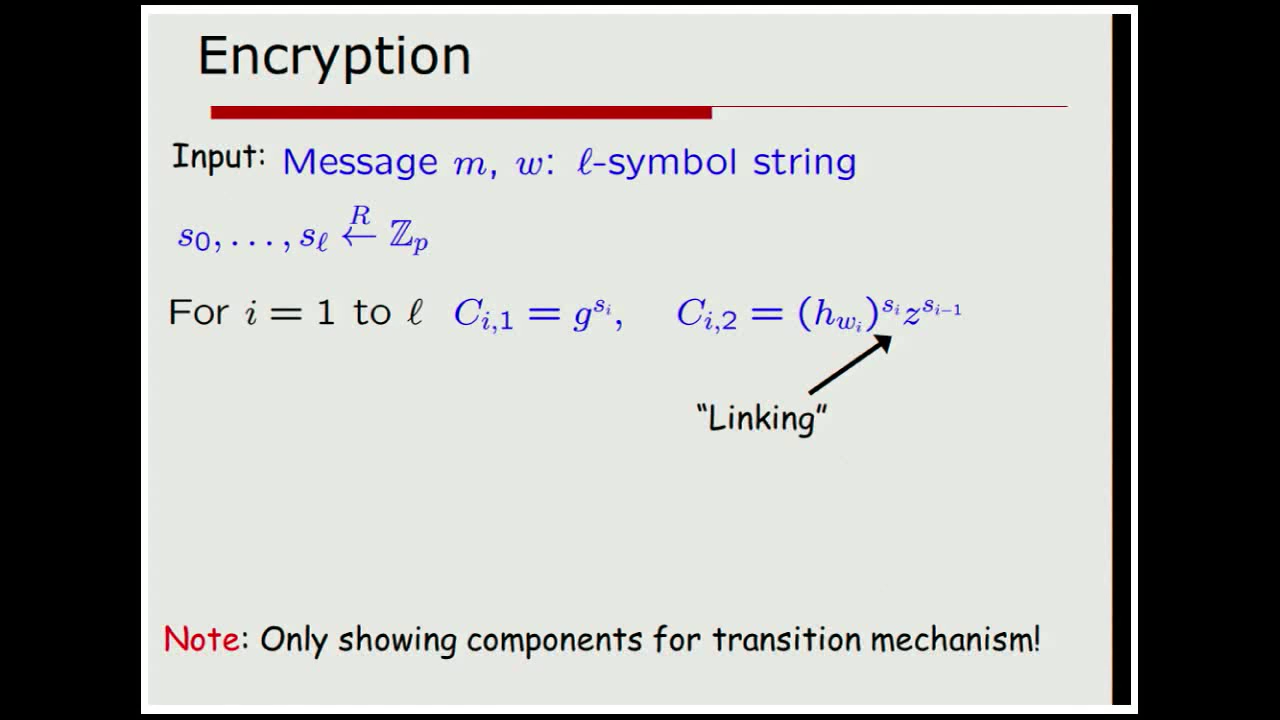 Encryption
Input: Message m, w: ℓ-symbol string
s₀, …, s_ℓ ←^R ℤ_p
For i = 1 to ℓ C_{i,1} = g^{s_i}, C_{i,2} = (h_{w_i})^{s_i} z^{s_{i−1}}
“Linking”
Note: Only showing components for transition mechanism!